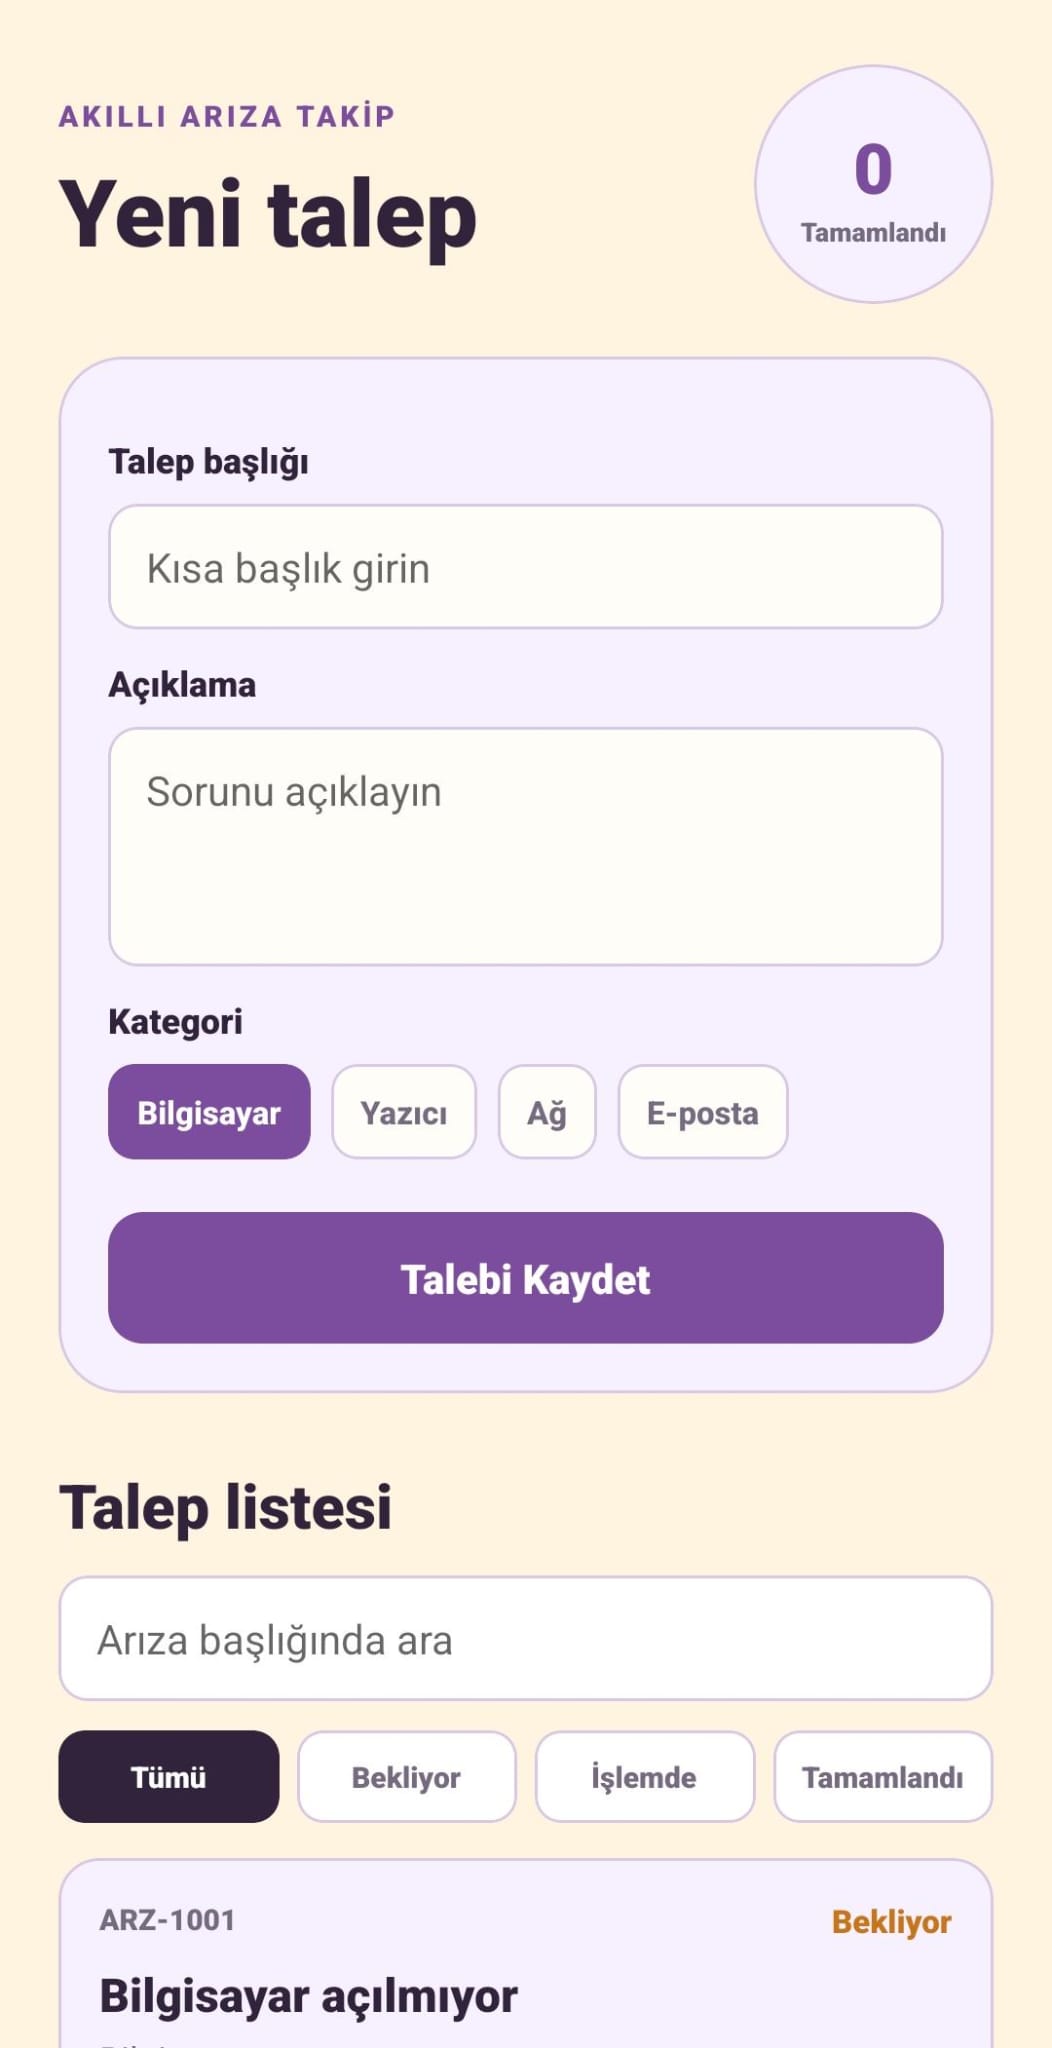 AKILLI ARIZA TAKİP
Yeni talep
0
Tamamlandı
Talep başlığı
Kısa başlık girin
Açıklama
Sorunu açıklayın
Kategori
Bilgisayar Yazıcı Ağ E-posta
Talebi Kaydet
Talep listesi
Arıza başlığında ara
Tümü Bekliyor İşlemde Tamamlandı
ARZ-1001 Bekliyor
Bilgisayar açılmıyor